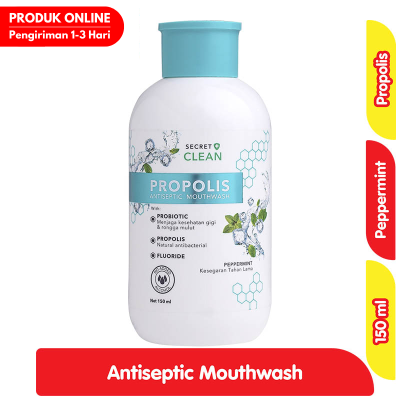 PRODUK ONLINE
Pengiriman 1-3 Hari
SECRET CLEAN
PROPOLIS
ANTISEPTIC MOUTHWASH
With:
PROBIOTIC
Menjaga kesehatan gigi
& rongga mulut
PROPOLIS
Natural antibacterial
FLUORIDE
PEPPERMINT
Kesegaran Tahan Lama
Net 150 ml
Propolis
Peppermint
150 ml
Antiseptic Mouthwash